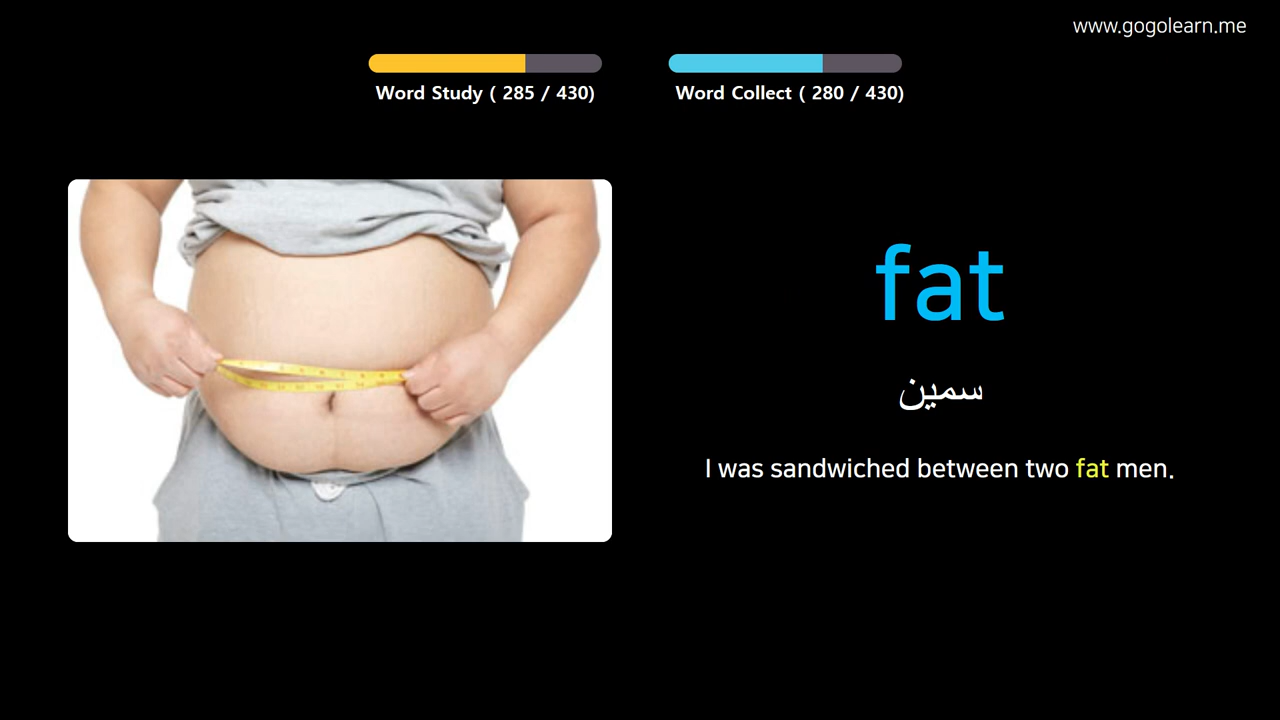 www.gogolearn.me
Word Study ( 285 / 430)
Word Collect ( 280 / 430)
fat
سمين
I was sandwiched between two fat men.